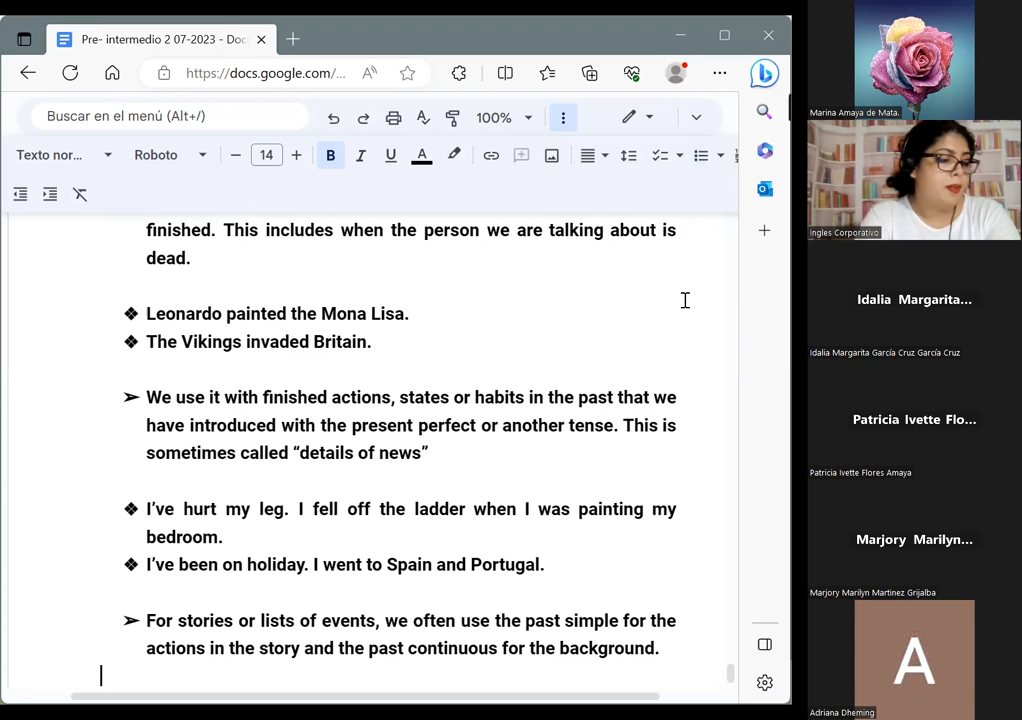 Pre- intermedio 2 07-2023 - Doc
https://docs.google.com/...
Buscar en el menú (Alt+/)
100%
Texto nor...
Roboto
14
B
I
U
A
finished. This includes when the person we are talking about is
dead.
❖ Leonardo painted the Mona Lisa.
❖ The Vikings invaded Britain.
➢ We use it with finished actions, states or habits in the past that we
have introduced with the present perfect or another tense. This is
sometimes called “details of news”
❖ I’ve hurt my leg. I fell off the ladder when I was painting my
bedroom.
❖ I’ve been on holiday. I went to Spain and Portugal.
➢ For stories or lists of events, we often use the past simple for the
actions in the story and the past continuous for the background.
Marina Amaya de Mata.
Ingles Corporativo
Idalia Margarita...
Idalia Margarita García Cruz García Cruz
Patricia Ivette Flo...
Patricia Ivette Flores Amaya
Marjory Marilyn...
Marjory Marilyn Martinez Grijalba
A
Adriana Dheming